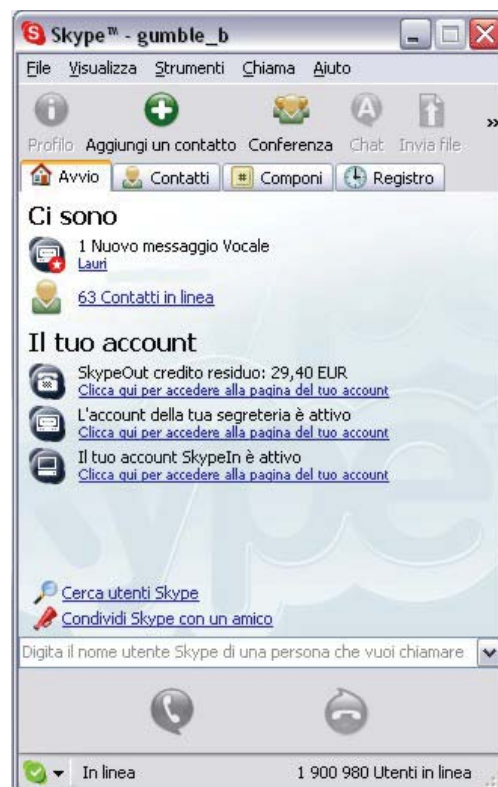 Skype™ - gumble_b
File Visualizza Strumenti Chiama Aiuto
Profilo Aggiungi un contatto Conferenza Chat Invia file
Avvio Contatti Componi Registro
Ci sono
1 Nuovo messaggio Vocale
Lauri
63 Contatti in linea
Il tuo account
SkypeOut credito residuo: 29,40 EUR
Clicca qui per accedere alla pagina del tuo account
L'account della tua segreteria è attivo
Clicca qui per accedere alla pagina del tuo account
Il tuo account SkypeIn è attivo
Clicca qui per accedere alla pagina del tuo account
Cerca utenti Skype
Condividi Skype con un amico
Digita il nome utente Skype di una persona che vuoi chiamare
In linea 1 900 980 Utenti in linea